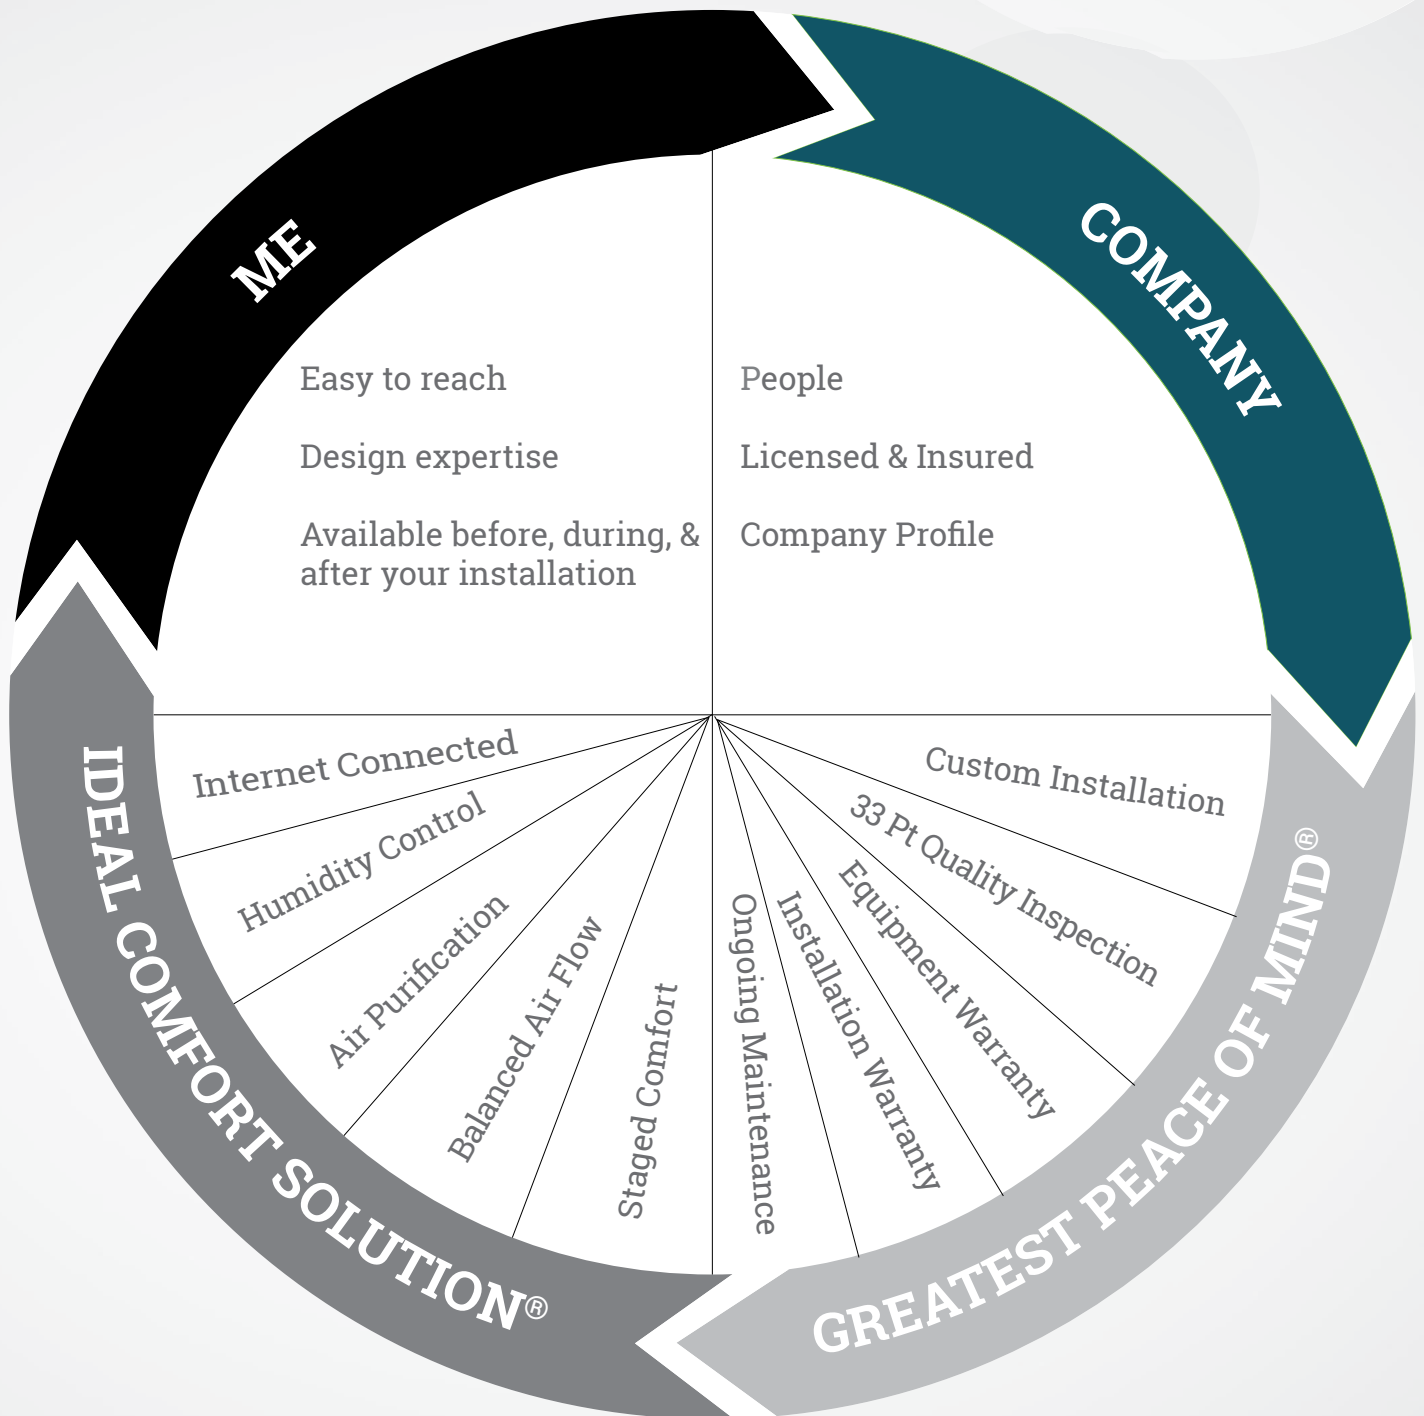 ME
Easy to reach
Design expertise
Available before, during, &
after your installation
COMPANY
People
Licensed & Insured
Company Profile
GREATEST PEACE OF MIND®
Custom Installation
33 Pt Quality Inspection
Equipment Warranty
Installation Warranty
Ongoing Maintenance
IDEAL COMFORT SOLUTION®
Staged Comfort
Balanced Air Flow
Air Purification
Humidity Control
Internet Connected